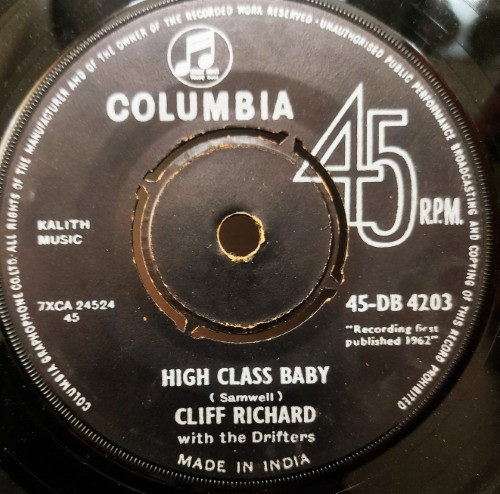 COLUMBIA GRAPHOPHONE CO. LTD. ALL RIGHTS OF THE MANUFACTURER AND OF THE OWNER OF THE RECORDED WORK RESERVED · UNAUTHORISED PUBLIC PERFORMANCE BROADCASTING AND COPYING OF THIS RECORD PROHIBITED
COLUMBIA
45
R.P.M.
KALITH
MUSIC
7XCA 24524
45
45-DB 4203
"Recording first
published 1962"
HIGH CLASS BABY
( Samwell )
CLIFF RICHARD
with the Drifters
MADE IN INDIA